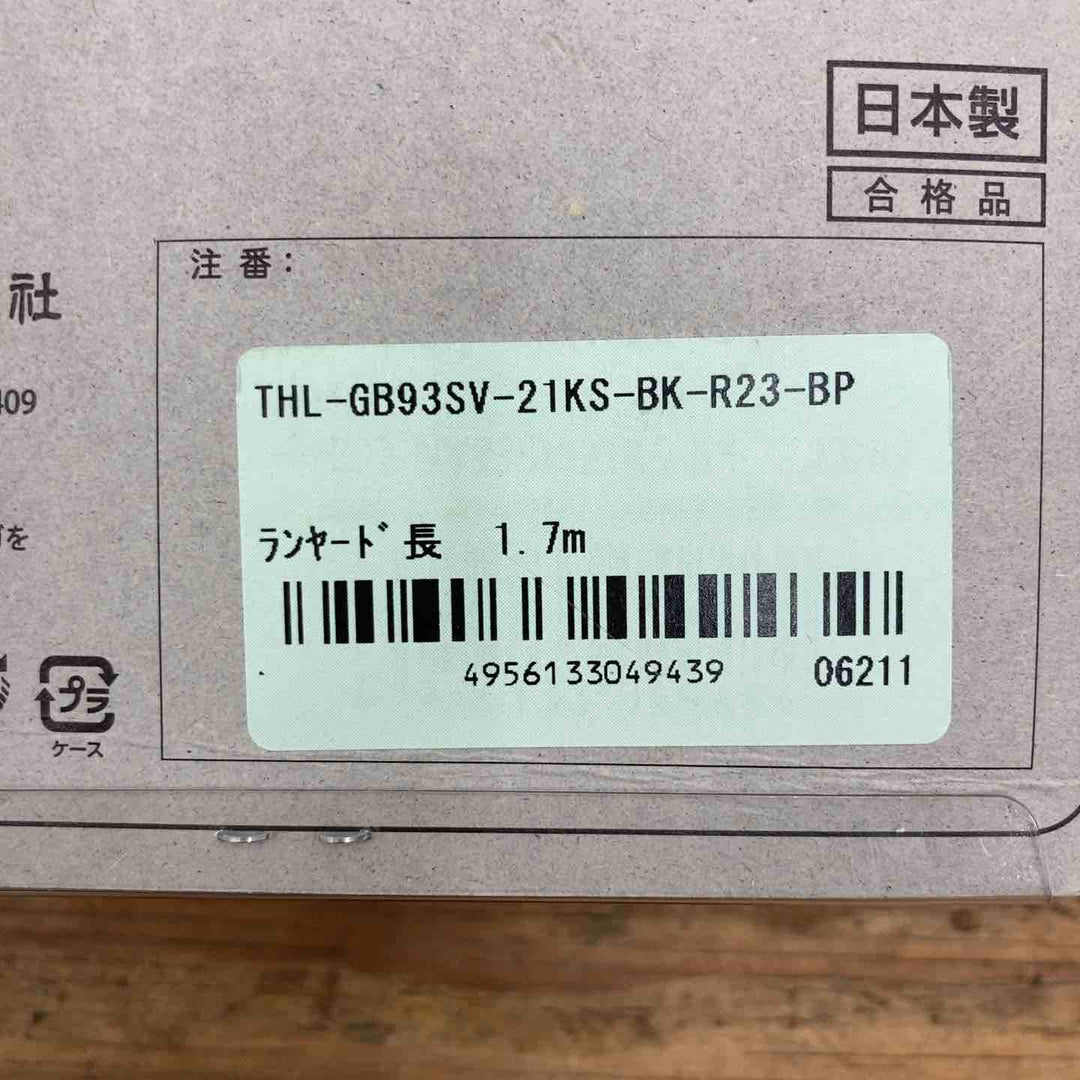 日本製
合格品
注番：
社
409
を
THL-GB93SV-21KS-BK-R23-BP
ﾗﾝﾔｰﾄﾞ長 1.7m
4956133049439 06211
プラ
ケース